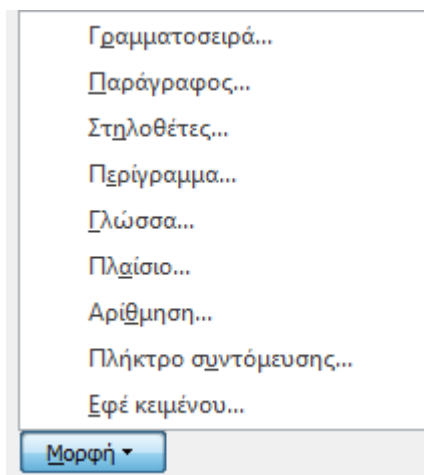 Γραμματοσειρά...
Παράγραφος...
Στηλοθέτες...
Περίγραμμα...
Γλώσσα...
Πλαίσιο...
Αρίθμηση...
Πλήκτρο συντόμευσης...
Εφέ κειμένου...
Μορφή